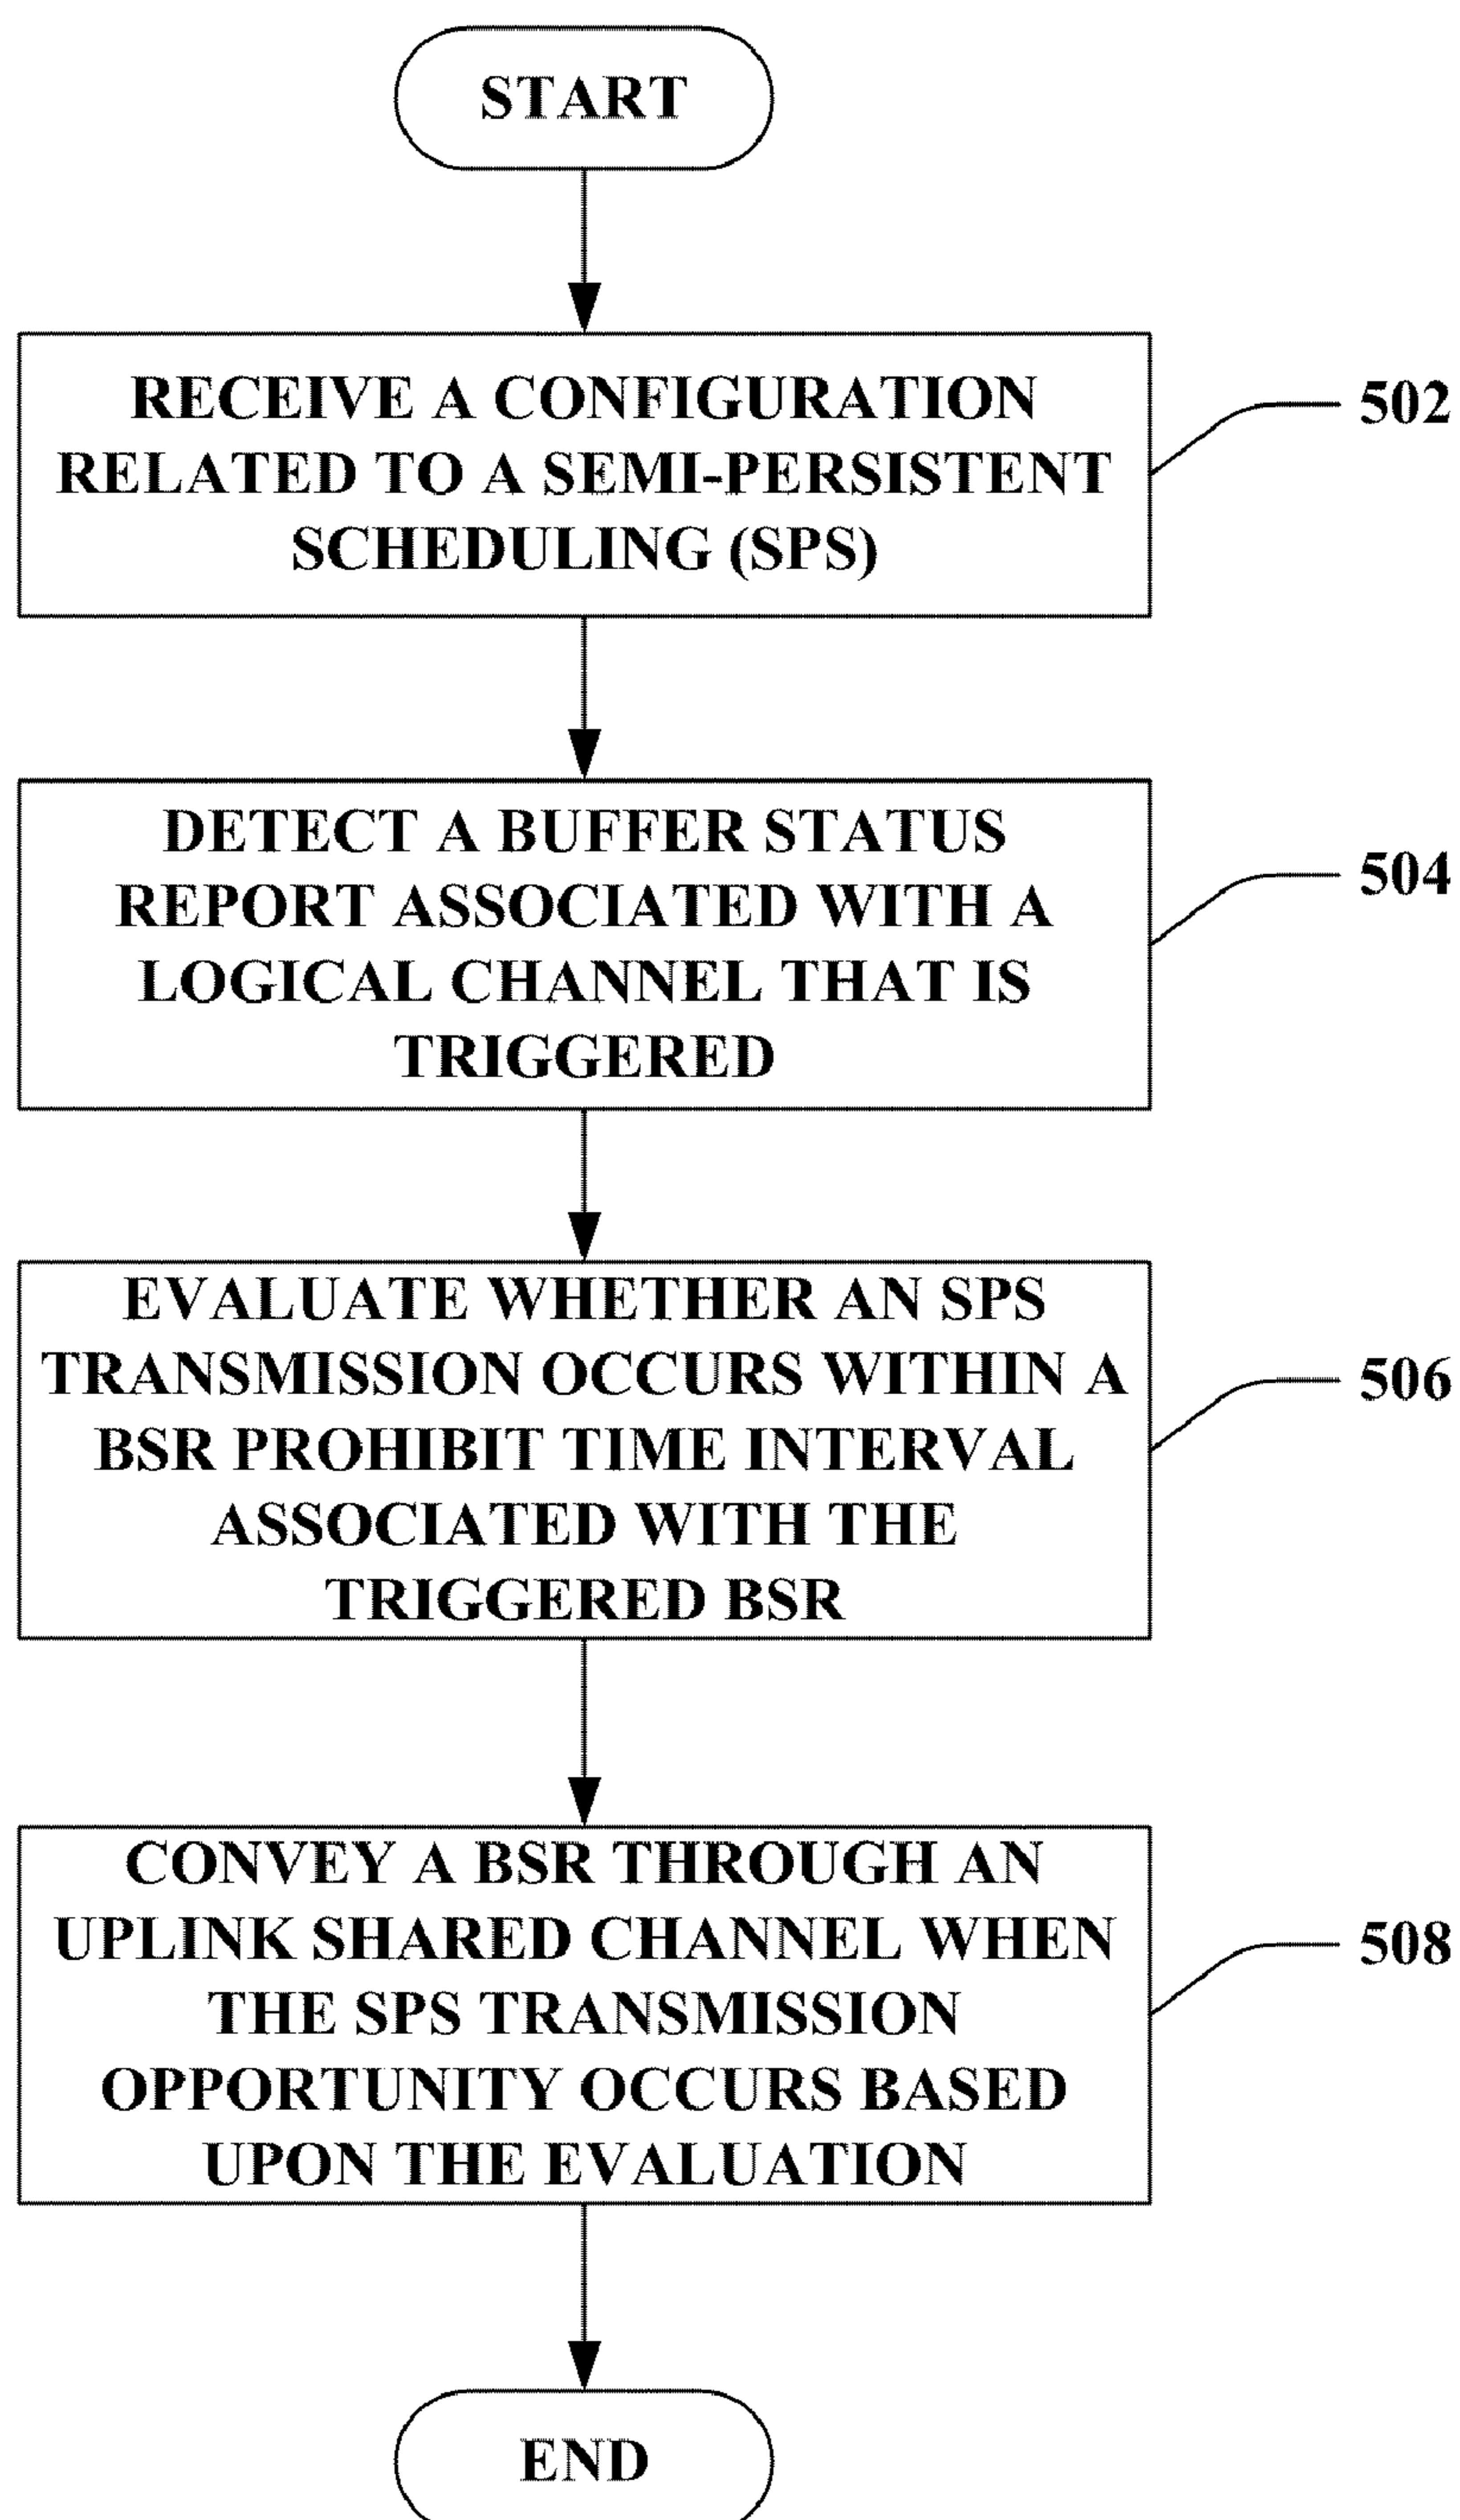 START
RECEIVE A CONFIGURATION
RELATED TO A SEMI-PERSISTENT
SCHEDULING (SPS)
502
DETECT A BUFFER STATUS
REPORT ASSOCIATED WITH A
LOGICAL CHANNEL THAT IS
TRIGGERED
504
EVALUATE WHETHER AN SPS
TRANSMISSION OCCURS WITHIN A
BSR PROHIBIT TIME INTERVAL
ASSOCIATED WITH THE
TRIGGERED BSR
506
CONVEY A BSR THROUGH AN
UPLINK SHARED CHANNEL WHEN
THE SPS TRANSMISSION
OPPORTUNITY OCCURS BASED
UPON THE EVALUATION
508
END